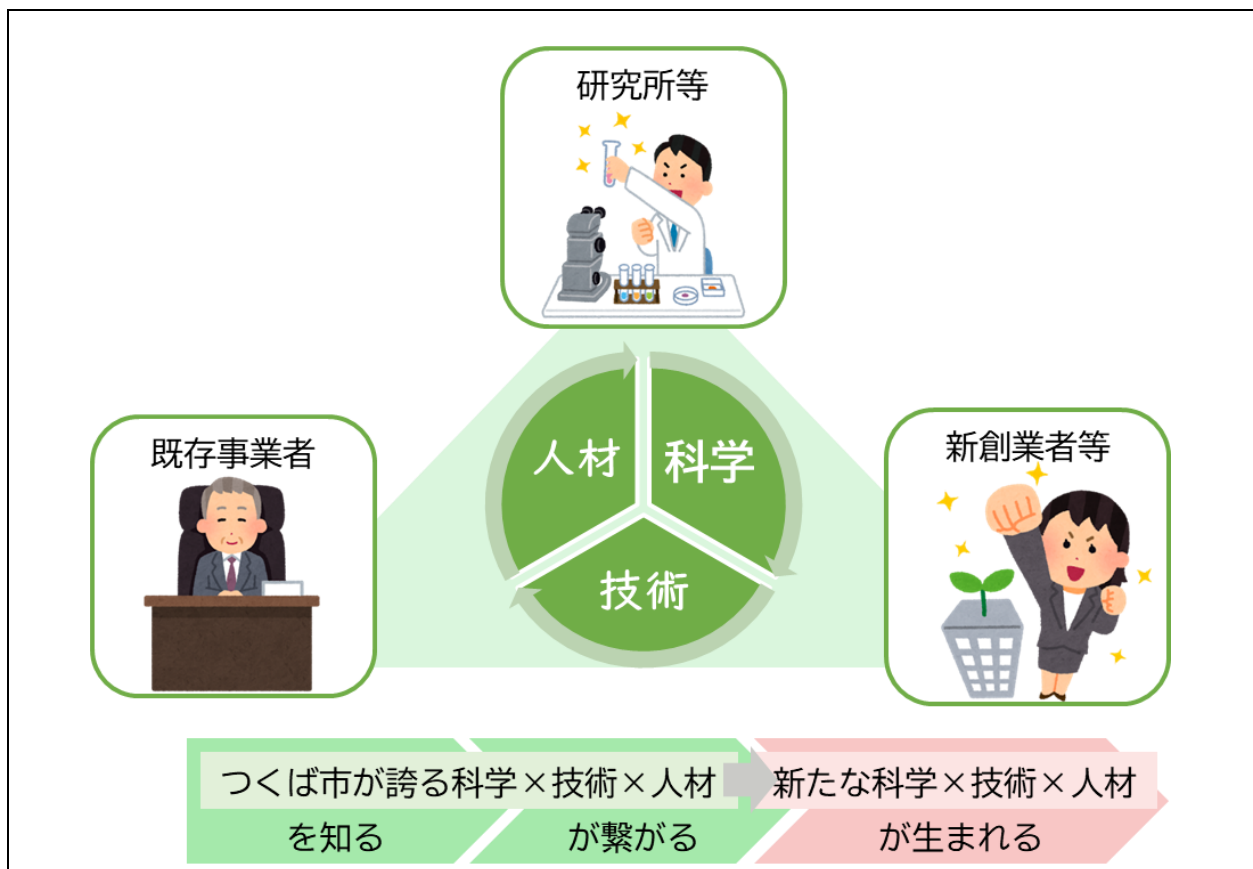 研究所等
既存事業者
新創業者等
人材
科学
技術
つくば市が誇る科学×技術×人材
を知る
が繋がる
新たな科学×技術×人材
が生まれる